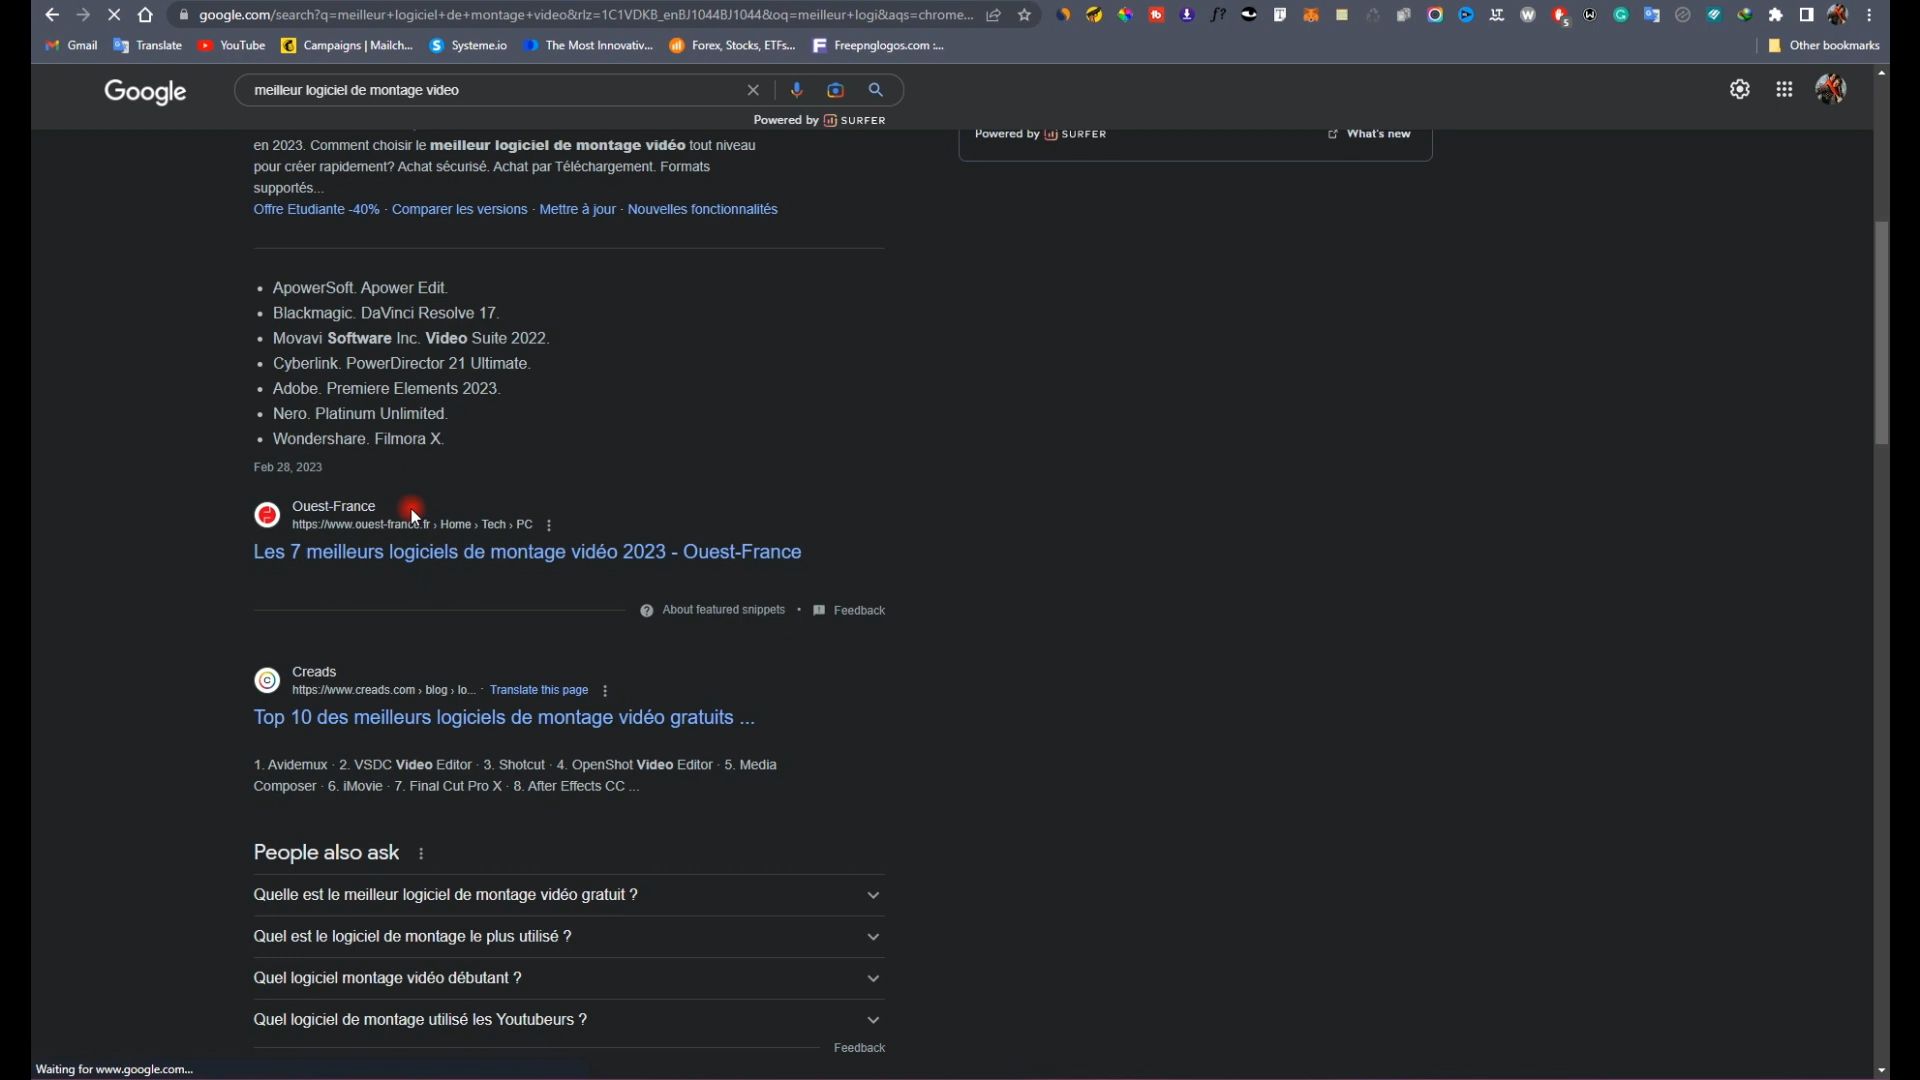 google.com/search?q=meilleur+logiciel+de+montage+video&rlz=1C1VDKB_enBJ1044BJ1044&oq=meilleur+logi&aqs=chrome...
Gmail Translate YouTube Campaigns | Mailch... Systeme.io The Most Innovativ... Forex, Stocks, ETFs... Freepnglogos.com :... Other bookmarks
Google meilleur logiciel de montage video
Powered by SURFER
Powered by SURFER What's new
en 2023. Comment choisir le meilleur logiciel de montage vidéo tout niveau
pour créer rapidement? Achat sécurisé. Achat par Téléchargement. Formats
supportés...
Offre Etudiante -40% · Comparer les versions · Mettre à jour · Nouvelles fonctionnalités
• ApowerSoft. Apower Edit.
• Blackmagic. DaVinci Resolve 17.
• Movavi Software Inc. Video Suite 2022.
• Cyberlink. PowerDirector 21 Ultimate.
• Adobe. Premiere Elements 2023.
• Nero. Platinum Unlimited.
• Wondershare. Filmora X.
Feb 28, 2023
Ouest-France
https://www.ouest-france.fr › Home › Tech › PC
Les 7 meilleurs logiciels de montage vidéo 2023 - Ouest-France
About featured snippets • Feedback
Creads
https://www.creads.com › blog › lo... · Translate this page
Top 10 des meilleurs logiciels de montage vidéo gratuits ...
1. Avidemux · 2. VSDC Video Editor · 3. Shotcut · 4. OpenShot Video Editor · 5. Media
Composer · 6. iMovie · 7. Final Cut Pro X · 8. After Effects CC ...
People also ask
Quelle est le meilleur logiciel de montage vidéo gratuit ?
Quel est le logiciel de montage le plus utilisé ?
Quel logiciel montage vidéo débutant ?
Quel logiciel de montage utilisé les Youtubeurs ?
Feedback
Waiting for www.google.com...